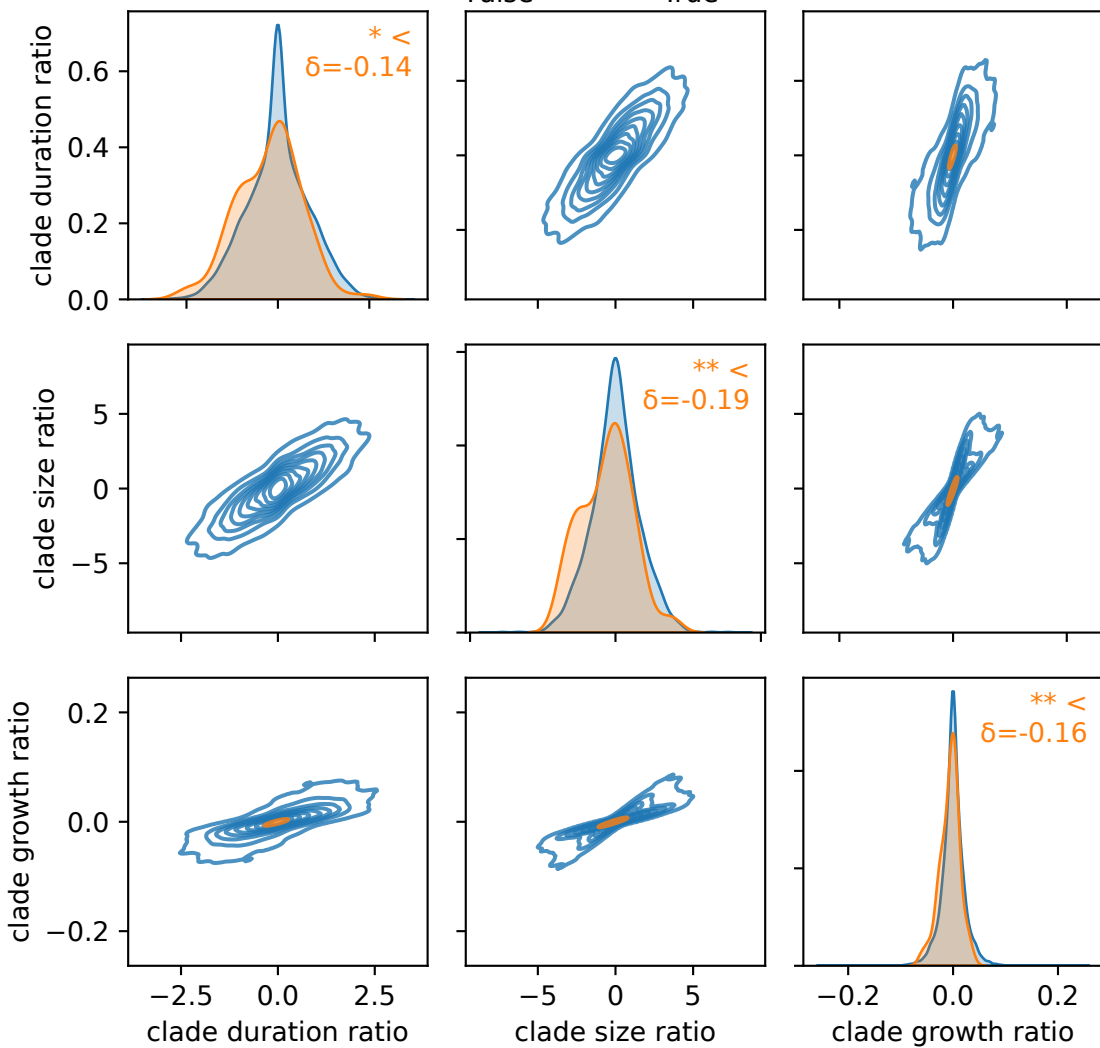 clade duration ratio
0.6
0.4
0.2
0.0
* <
δ=-0.14
clade size ratio
5
0
−5
** <
δ=-0.19
clade growth ratio
0.2
0.0
−0.2
** <
δ=-0.16
−2.5 0.0 2.5
−5 0 5
−0.2 0.0 0.2
clade duration ratio
clade size ratio
clade growth ratio